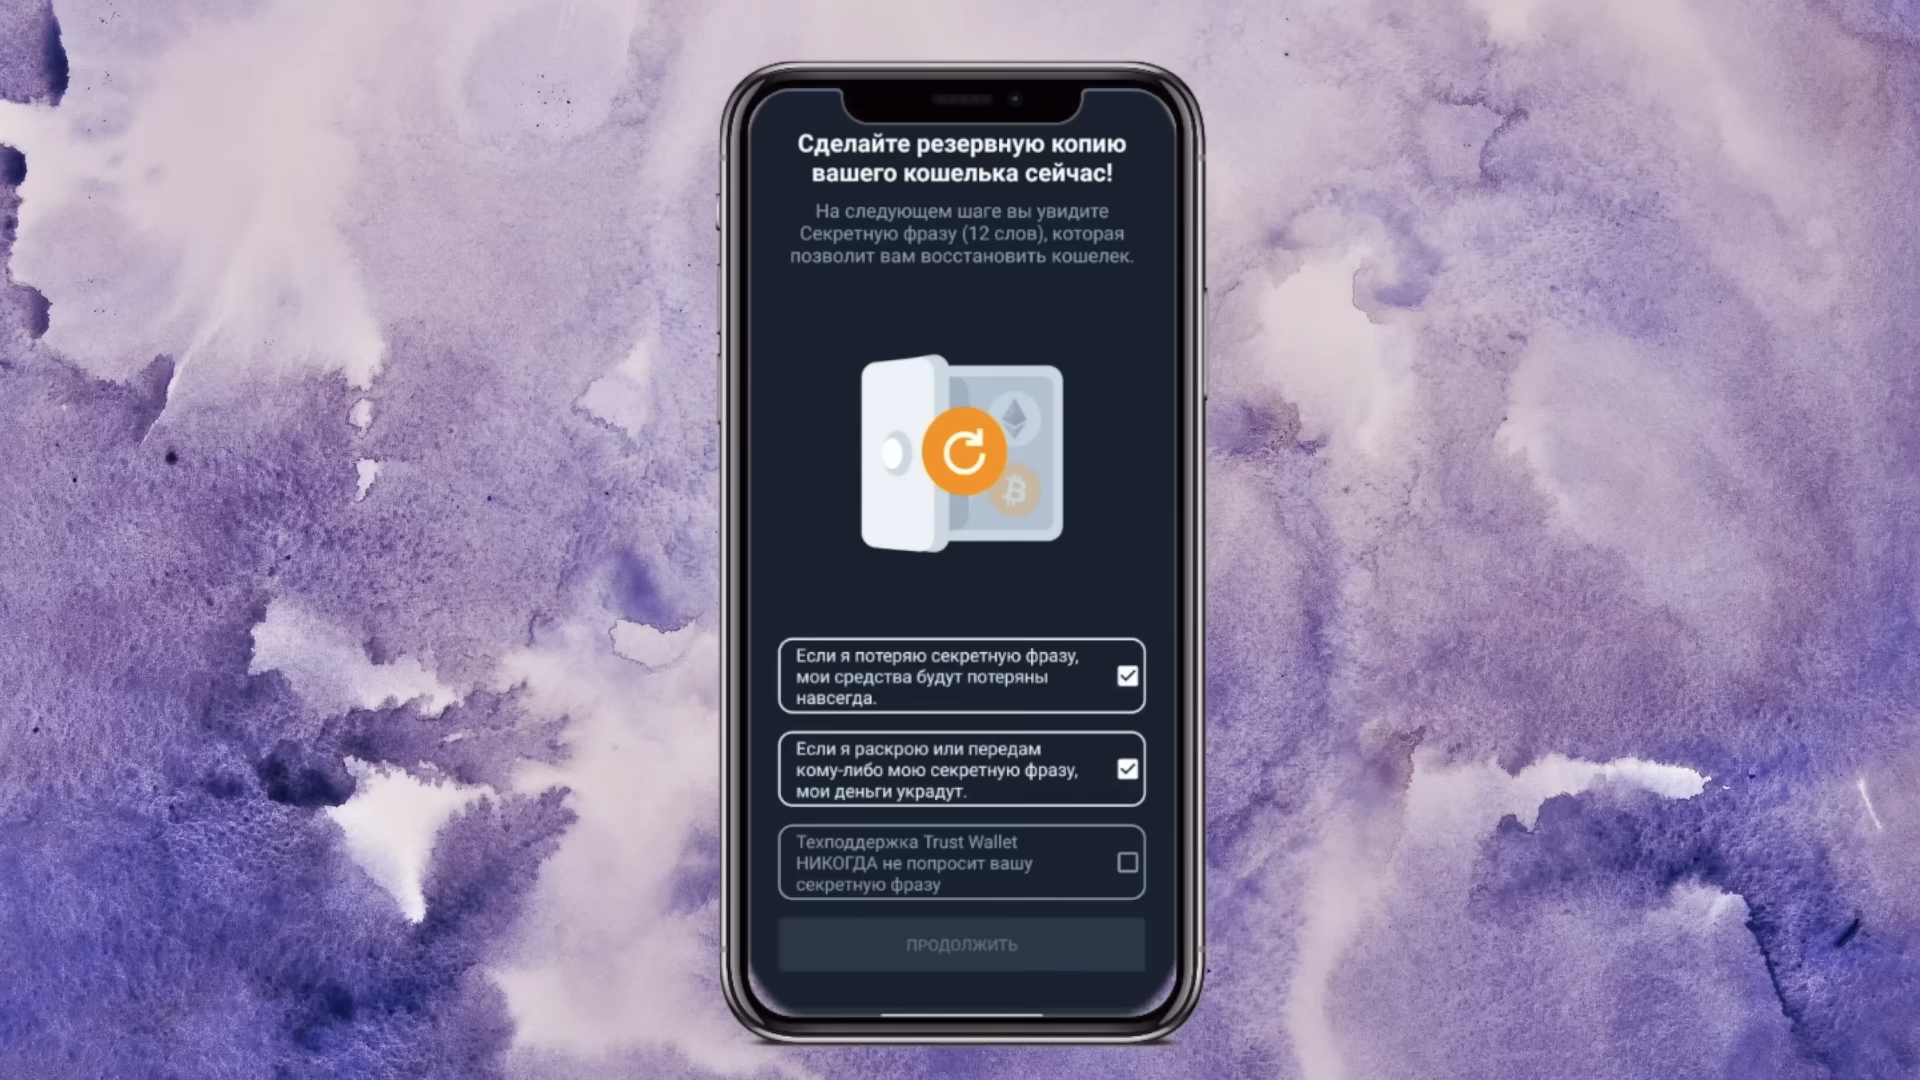 Сделайте резервную копию
вашего кошелька сейчас!
На следующем шаге вы увидите
Секретную фразу (12 слов), которая
позволит вам восстановить кошелек.
Если я потеряю секретную фразу,
мои средства будут потеряны
навсегда.
Если я раскрою или передам
кому-либо мою секретную фразу,
мои деньги украдут.
Техподдержка Trust Wallet
НИКОГДА не попросит вашу
секретную фразу
ПРОДОЛЖИТЬ